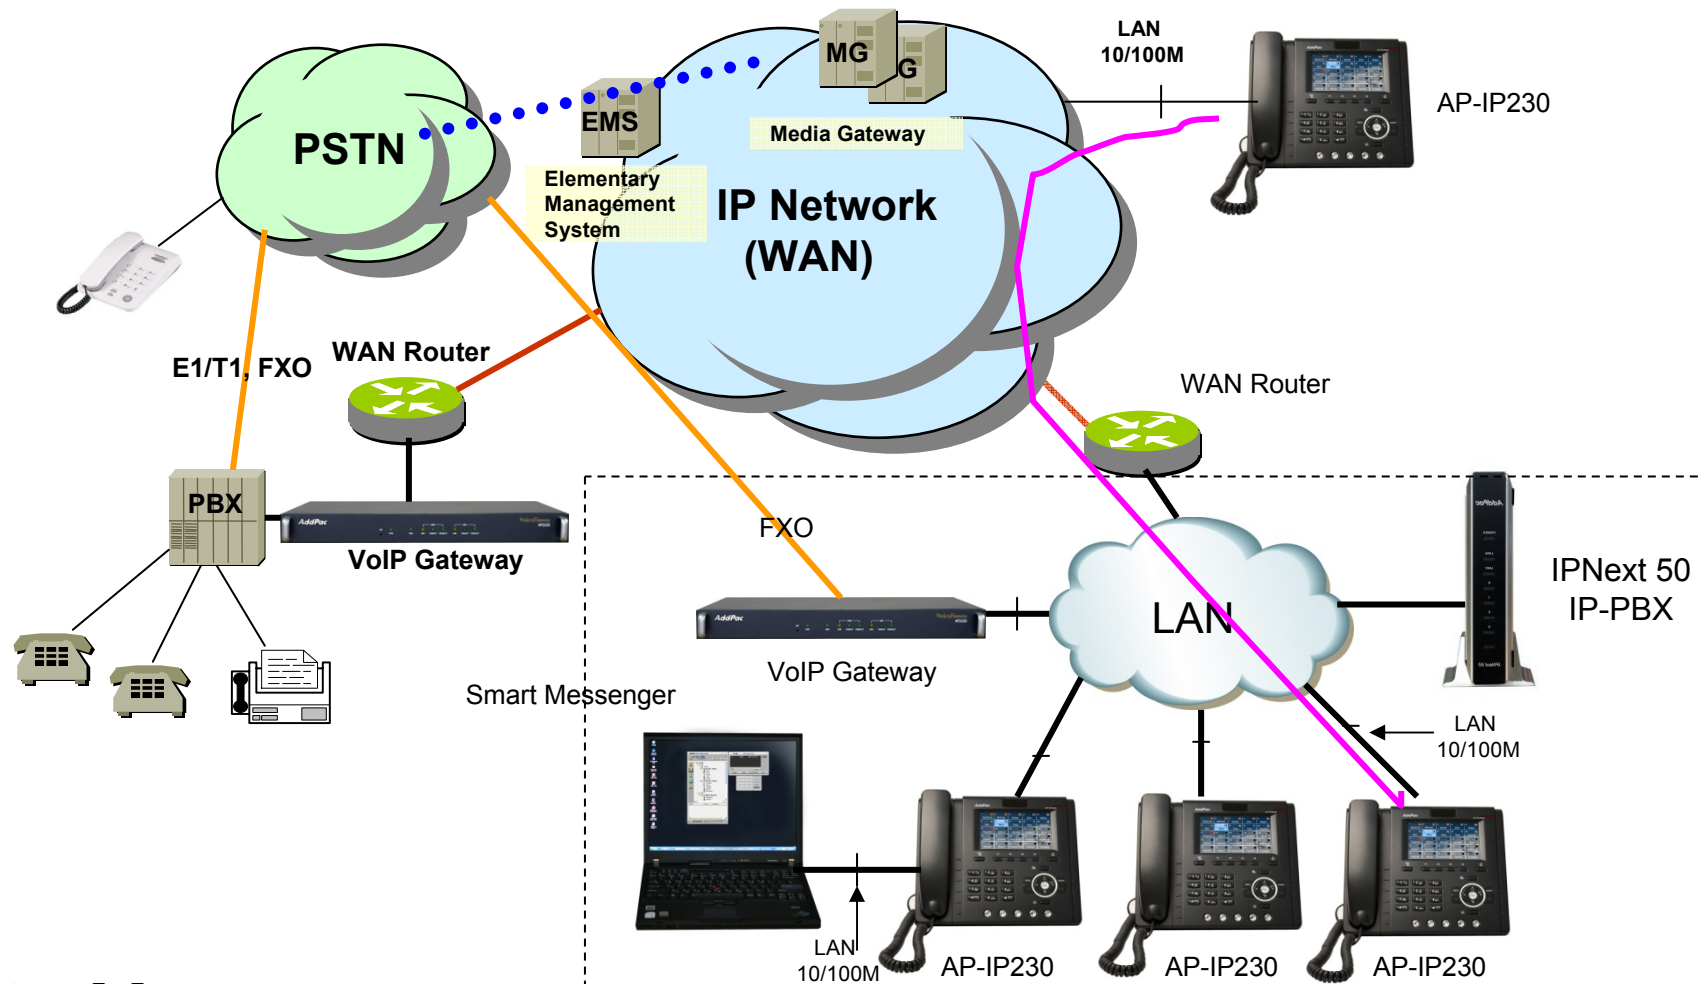 MG
G
LAN
10/100M
AP-IP230
EMS
PSTN
Media Gateway
Elementary
Management
System
IP Network
(WAN)
WAN Router
E1/T1, FXO
WAN Router
PBX
AddPac
VoIP Gateway
FXO
AddPac
VoIP Gateway
LAN
IPNext 50
IP-PBX
Smart Messenger
LAN
10/100M
LAN
10/100M
AP-IP230
AP-IP230
AP-IP230